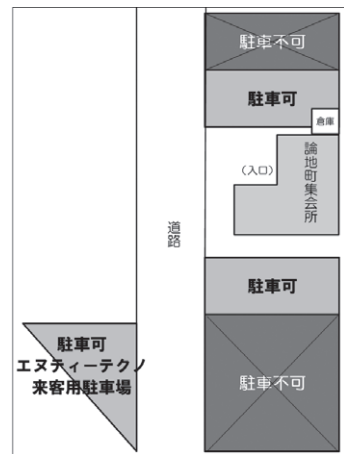 駐車不可
駐車可
倉庫
論地町集会所
（入口）
道路
駐車可
駐車可
エヌティーテクノ
来客用駐車場
駐車不可